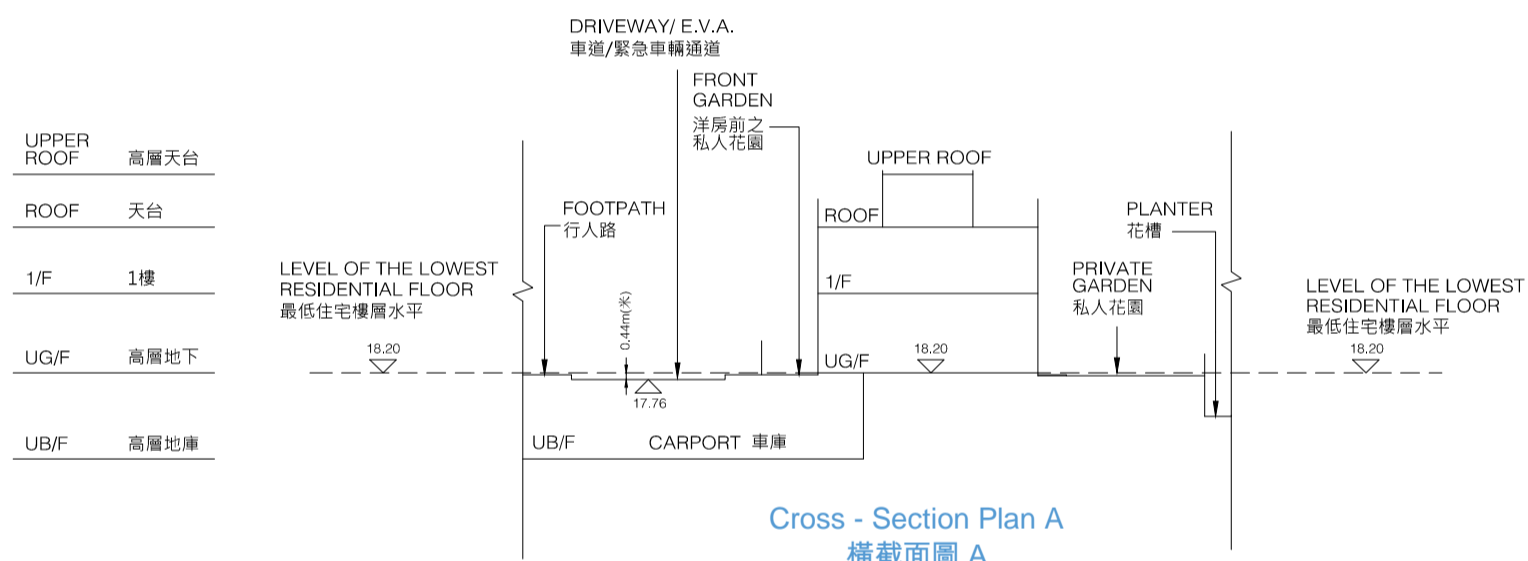 DRIVEWAY/ E.V.A.
車道/緊急車輛通道
FRONT
GARDEN
洋房前之
私人花園
UPPER
ROOF 高層天台
ROOF 天台
1/F 1樓
UG/F 高層地下
UB/F 高層地庫
LEVEL OF THE LOWEST
RESIDENTIAL FLOOR
最低住宅樓層水平
18.20
FOOTPATH
行人路
0.44m(米)
17.76
UPPER ROOF
ROOF
1/F
UG/F
18.20
UB/F
CARPORT 車庫
PRIVATE
GARDEN
私人花園
PLANTER
花槽
LEVEL OF THE LOWEST
RESIDENTIAL FLOOR
最低住宅樓層水平
18.20
Cross - Section Plan A
橫截面圖 A